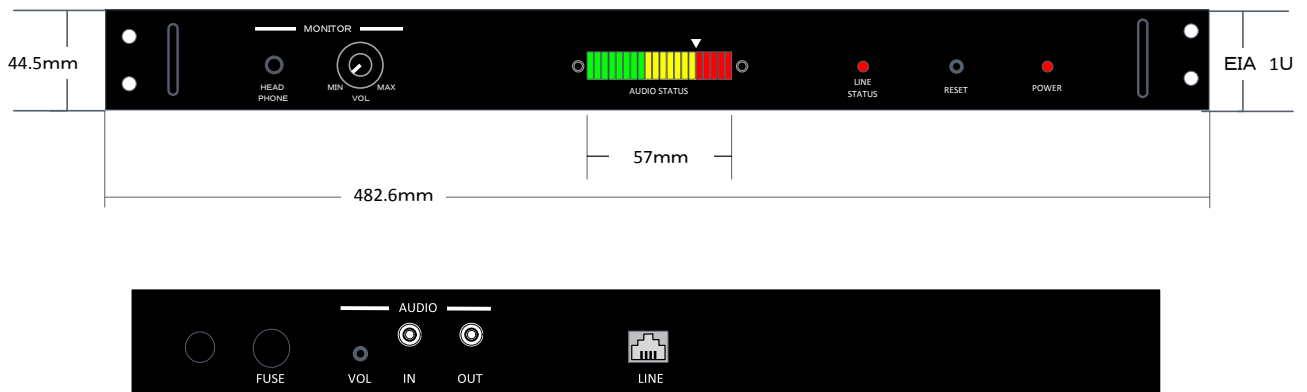 MONITOR
44.5mm
HEAD
PHONE
MIN
MAX
VOL
AUDIO STATUS
LINE
STATUS
RESET
POWER
EIA 1U
57mm
482.6mm
AUDIO
FUSE
VOL
IN
OUT
LINE